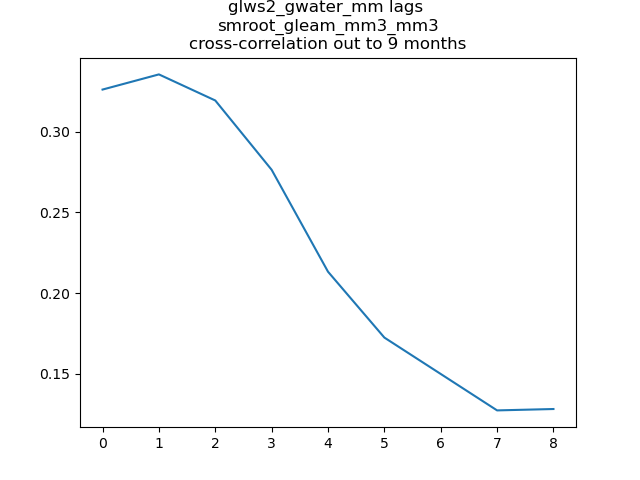 glws2_gwater_mm lags
smroot_gleam_mm3_mm3
cross-correlation out to 9 months
0.30
0.25
0.20
0.15
0 1 2 3 4 5 6 7 8